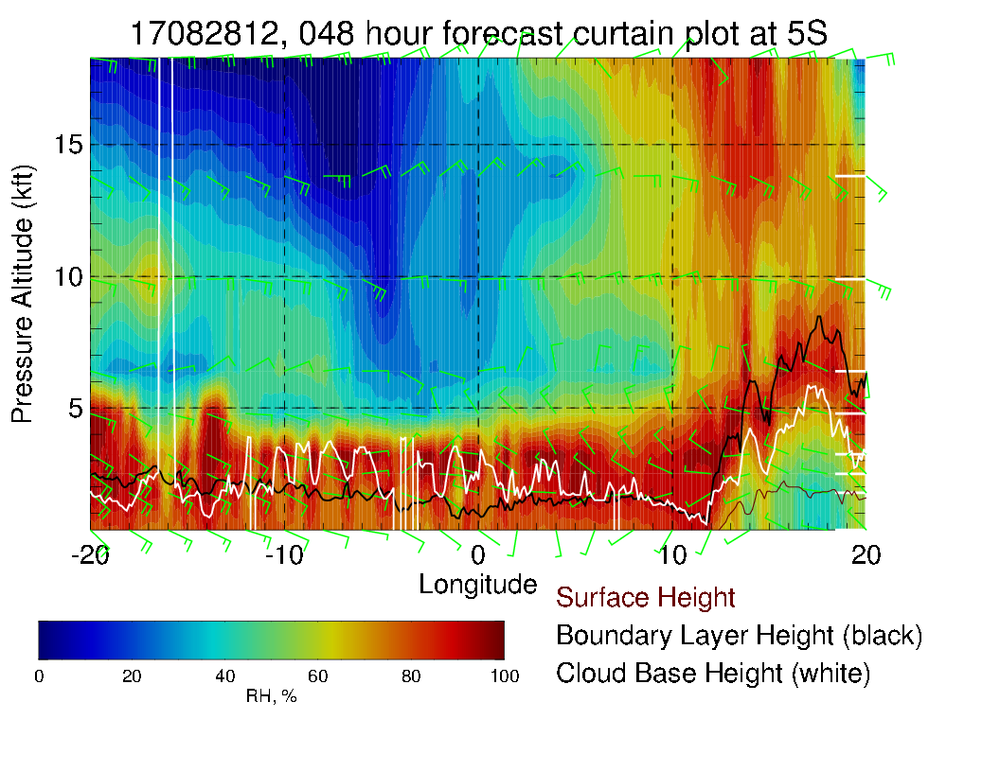 17082812, 048 hour forecast curtain plot at 5S
Pressure Altitude (kft)
15
10
5
-20 -10 0 10 20
Longitude
Surface Height
Boundary Layer Height (black)
Cloud Base Height (white)
0 20 40 60 80 100
RH, %